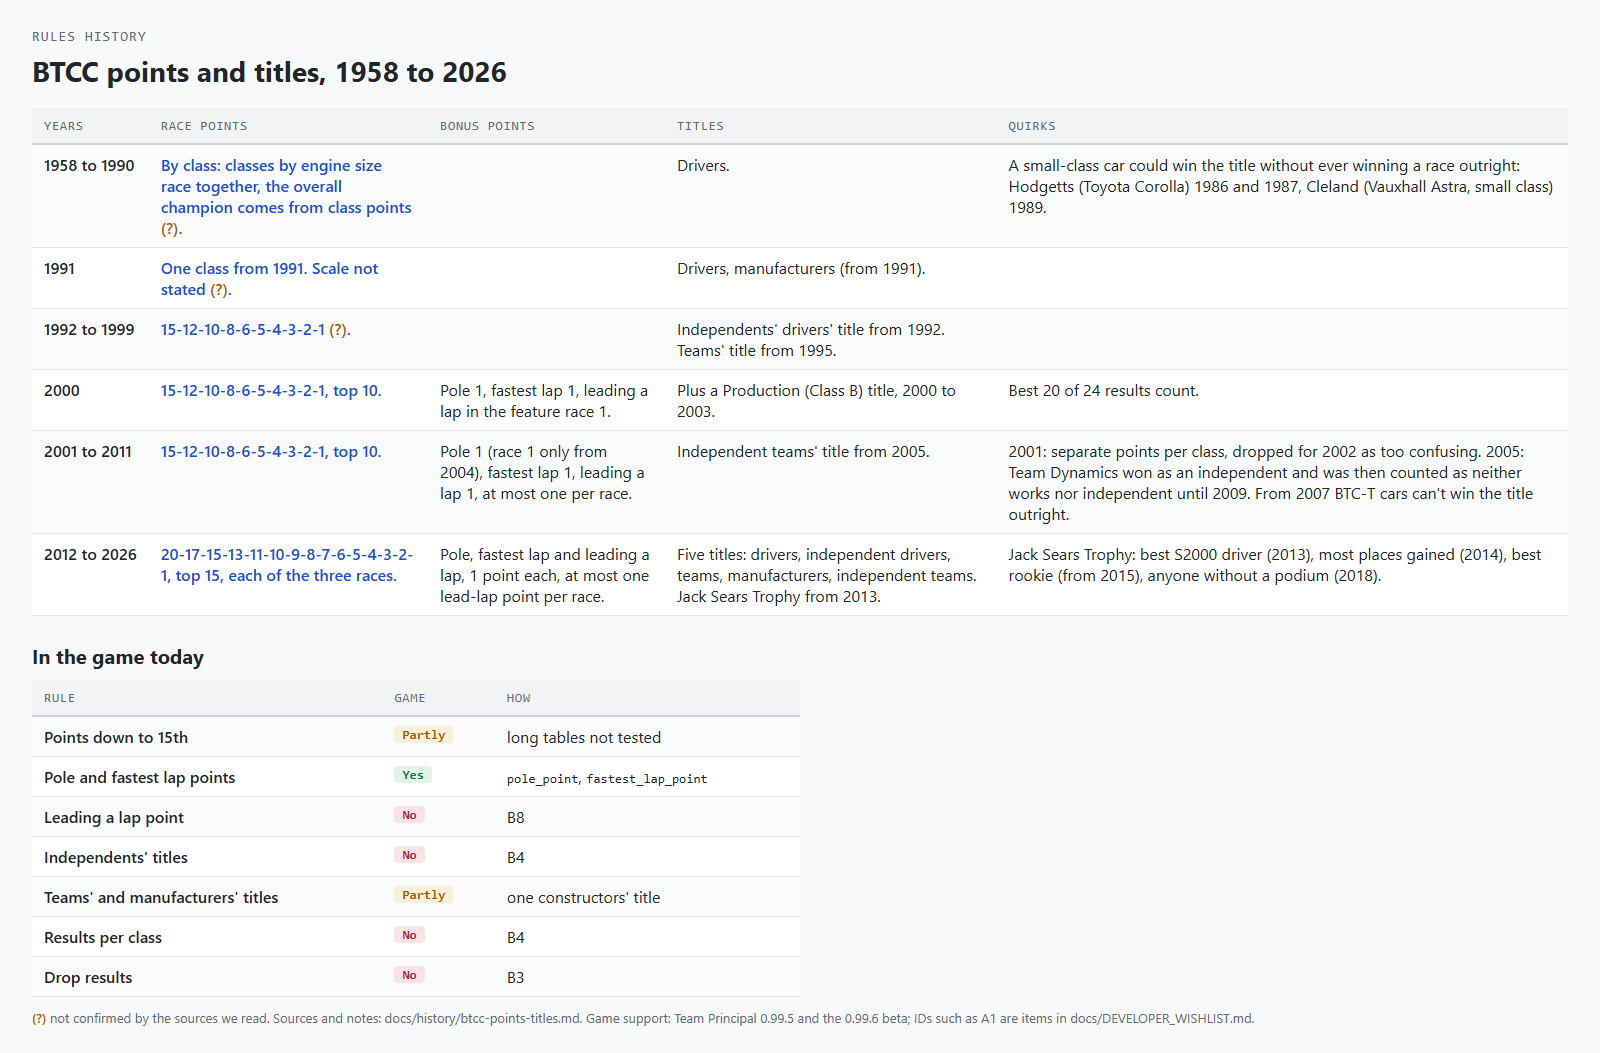 RULES HISTORY
BTCC points and titles, 1958 to 2026
YEARS RACE POINTS BONUS POINTS TITLES QUIRKS
1958 to 1990
By class: classes by engine size
race together, the overall
champion comes from class points
(?).
Drivers.
A small-class car could win the title without ever winning a race outright:
Hodgetts (Toyota Corolla) 1986 and 1987, Cleland (Vauxhall Astra, small class)
1989.
1991
One class from 1991. Scale not
stated (?).
Drivers, manufacturers (from 1991).
1992 to 1999
15-12-10-8-6-5-4-3-2-1 (?).
Independents' drivers' title from 1992.
Teams' title from 1995.
2000
15-12-10-8-6-5-4-3-2-1, top 10.
Pole 1, fastest lap 1, leading a
lap in the feature race 1.
Plus a Production (Class B) title, 2000 to
2003.
Best 20 of 24 results count.
2001 to 2011
15-12-10-8-6-5-4-3-2-1, top 10.
Pole 1 (race 1 only from
2004), fastest lap 1, leading a
lap 1, at most one per race.
Independent teams' title from 2005.
2001: separate points per class, dropped for 2002 as too confusing. 2005:
Team Dynamics won as an independent and was then counted as neither
works nor independent until 2009. From 2007 BTC-T cars can't win the title
outright.
2012 to 2026
20-17-15-13-11-10-9-8-7-6-5-4-3-2-
1, top 15, each of the three races.
Pole, fastest lap and leading a
lap, 1 point each, at most one
lead-lap point per race.
Five titles: drivers, independent drivers,
teams, manufacturers, independent teams.
Jack Sears Trophy from 2013.
Jack Sears Trophy: best S2000 driver (2013), most places gained (2014), best
rookie (from 2015), anyone without a podium (2018).
In the game today
RULE GAME HOW
Points down to 15th Partly long tables not tested
Pole and fastest lap points Yes pole_point, fastest_lap_point
Leading a lap point No B8
Independents' titles No B4
Teams' and manufacturers' titles Partly one constructors' title
Results per class No B4
Drop results No B3
(?) not confirmed by the sources we read. Sources and notes: docs/history/btcc-points-titles.md. Game support: Team Principal 0.99.5 and the 0.99.6 beta; IDs such as A1 are items in docs/DEVELOPER_WISHLIST.md.